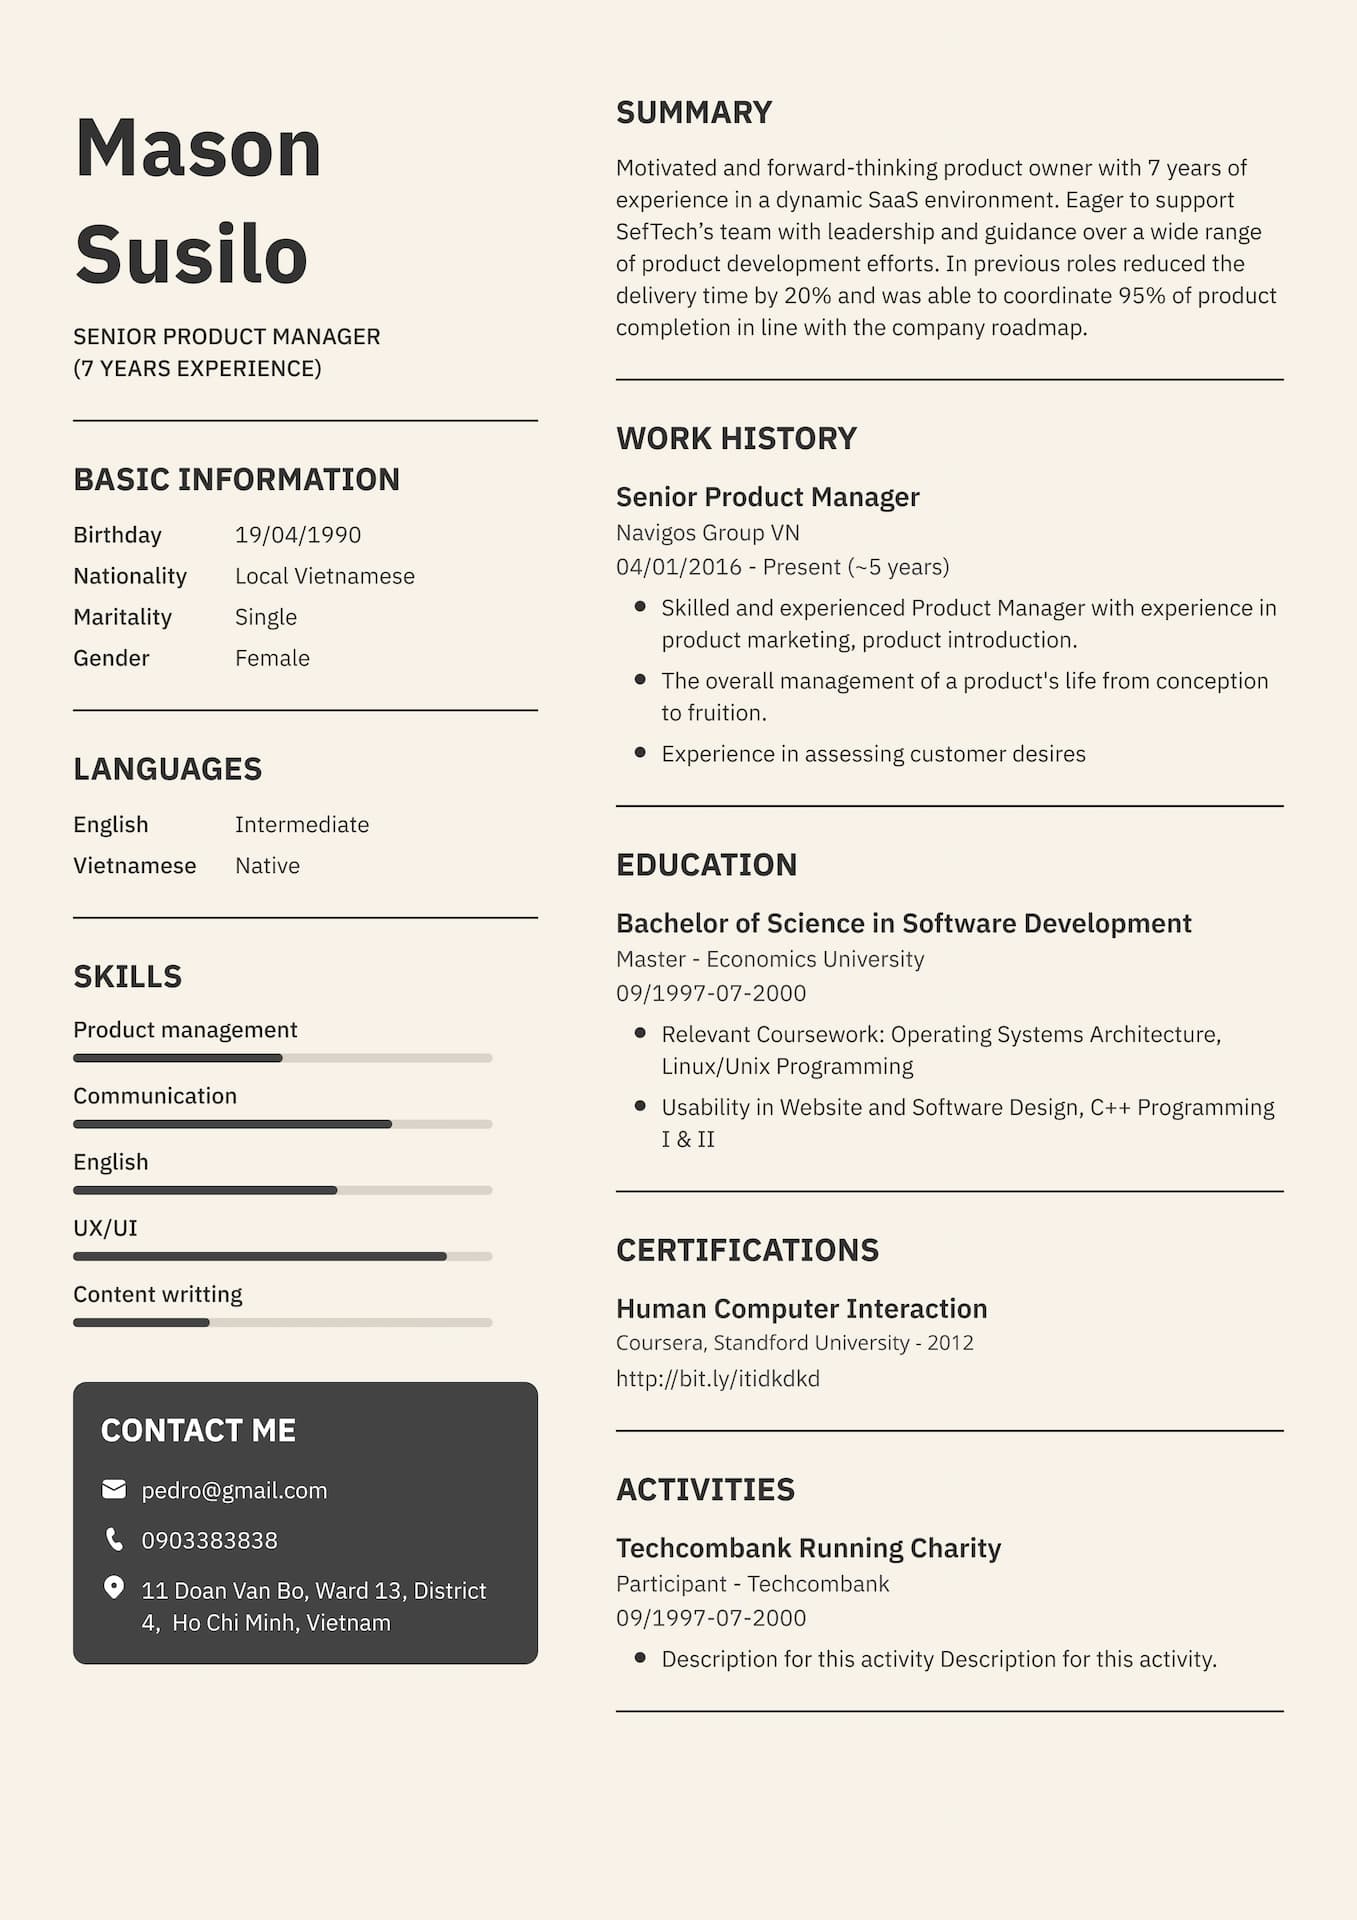 Mason
Susilo
SENIOR PRODUCT MANAGER
(7 YEARS EXPERIENCE)
BASIC INFORMATION
Birthday 19/04/1990
Nationality Local Vietnamese
Maritality Single
Gender Female
LANGUAGES
English Intermediate
Vietnamese Native
SKILLS
Product management
Communication
English
UX/UI
Content writting
CONTACT ME
pedro@gmail.com
0903383838
11 Doan Van Bo, Ward 13, District
4,  Ho Chi Minh, Vietnam
SUMMARY
Motivated and forward-thinking product owner with 7 years of
experience in a dynamic SaaS environment. Eager to support
SefTech’s team with leadership and guidance over a wide range
of product development efforts. In previous roles reduced the
delivery time by 20% and was able to coordinate 95% of product
completion in line with the company roadmap.
WORK HISTORY
Senior Product Manager
Navigos Group VN
04/01/2016 - Present (~5 years)
● Skilled and experienced Product Manager with experience in
product marketing, product introduction.
● The overall management of a product's life from conception
to fruition.
● Experience in assessing customer desires
EDUCATION
Bachelor of Science in Software Development
Master - Economics University
09/1997-07-2000
● Relevant Coursework: Operating Systems Architecture,
Linux/Unix Programming
● Usability in Website and Software Design, C++ Programming
I & II
CERTIFICATIONS
Human Computer Interaction
Coursera, Standford University - 2012
http://bit.ly/itidkdkd
ACTIVITIES
Techcombank Running Charity
Participant - Techcombank
09/1997-07-2000
● Description for this activity Description for this activity.